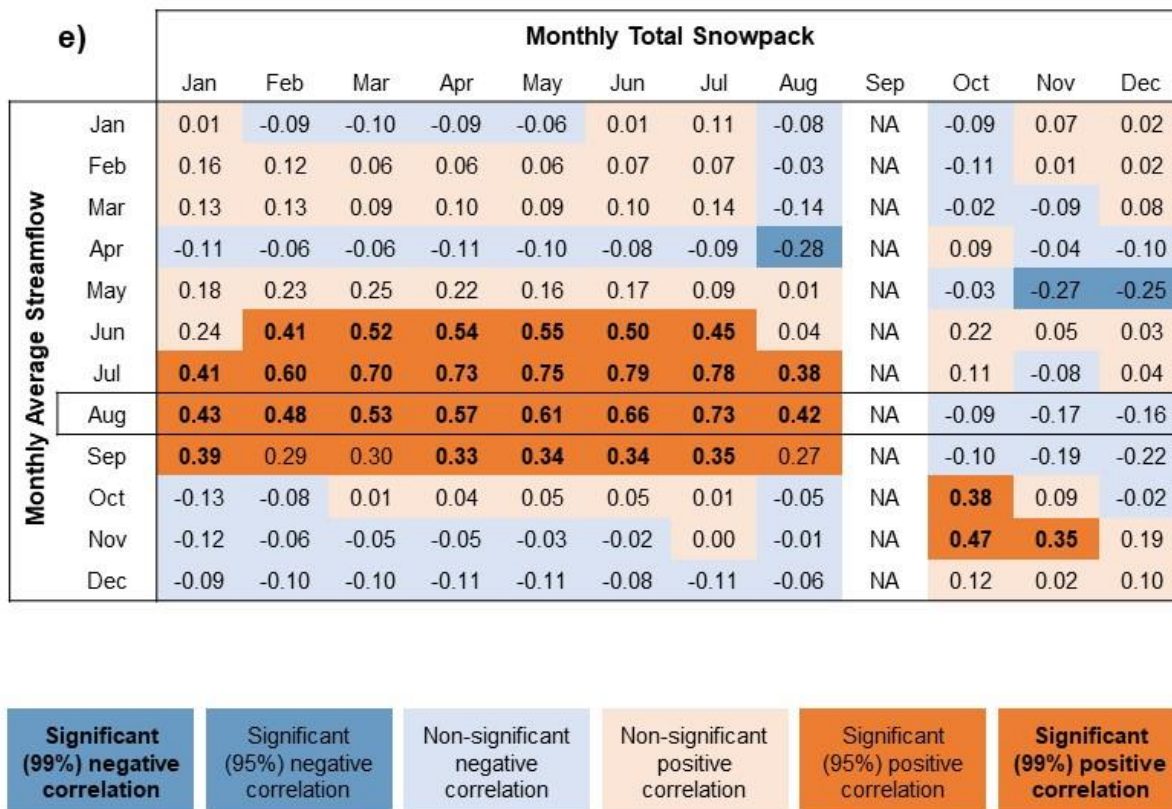 e)
Monthly Total Snowpack
Jan Feb Mar Apr May Jun Jul Aug Sep Oct Nov Dec
Monthly Average Streamflow
Jan 0.01 -0.09 -0.10 -0.09 -0.06 0.01 0.11 -0.08 NA -0.09 0.07 0.02
Feb 0.16 0.12 0.06 0.06 0.06 0.07 0.07 -0.03 NA -0.11 0.01 0.02
Mar 0.13 0.13 0.09 0.10 0.09 0.10 0.14 -0.14 NA -0.02 -0.09 0.08
Apr -0.11 -0.06 -0.06 -0.11 -0.10 -0.08 -0.09 -0.28 NA 0.09 -0.04 -0.10
May 0.18 0.23 0.25 0.22 0.16 0.17 0.09 0.01 NA -0.03 -0.27 -0.25
Jun 0.24 0.41 0.52 0.54 0.55 0.50 0.45 0.04 NA 0.22 0.05 0.03
Jul 0.41 0.60 0.70 0.73 0.75 0.79 0.78 0.38 NA 0.11 -0.08 0.04
Aug 0.43 0.48 0.53 0.57 0.61 0.66 0.73 0.42 NA -0.09 -0.17 -0.16
Sep 0.39 0.29 0.30 0.33 0.34 0.34 0.35 0.27 NA -0.10 -0.19 -0.22
Oct -0.13 -0.08 0.01 0.04 0.05 0.05 0.01 -0.05 NA 0.38 0.09 -0.02
Nov -0.12 -0.06 -0.05 -0.05 -0.03 -0.02 0.00 -0.01 NA 0.47 0.35 0.19
Dec -0.09 -0.10 -0.10 -0.11 -0.11 -0.08 -0.11 -0.06 NA 0.12 0.02 0.10
Significant
(99%) negative
correlation
Significant
(95%) negative
correlation
Non-significant
negative
correlation
Non-significant
positive
correlation
Significant
(95%) positive
correlation
Significant
(99%) positive
correlation